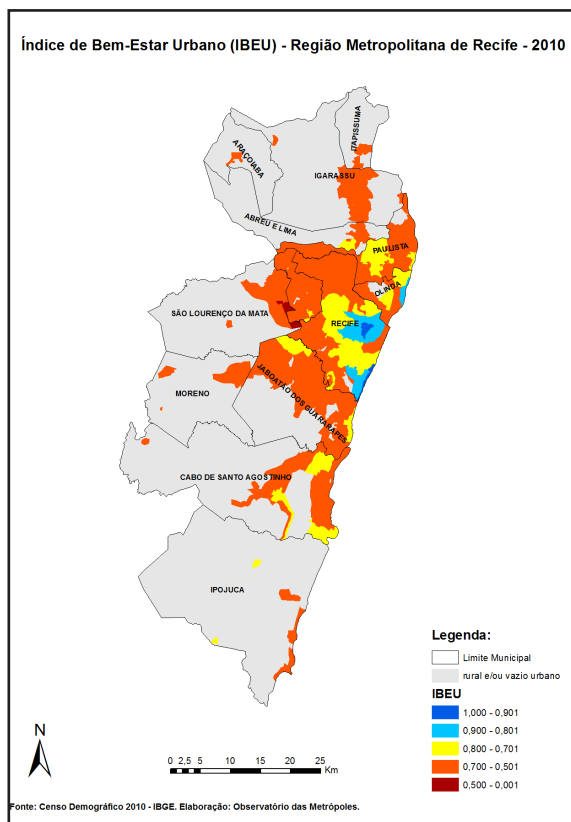 Índice de Bem-Estar Urbano (IBEU) - Região Metropolitana de Recife - 2010
ITAPISSUMA
ARAÇOIABA
IGARASSU
ABREU E LIMA
PAULISTA
OLINDA
SÃO LOURENÇO DA MATA
RECIFE
JABOATÃO DOS GUARARAPES
MORENO
CABO DE SANTO AGOSTINHO
IPOJUCA
Legenda:
Limite Municipal
rural e/ou vazio urbano
IBEU
1,000 - 0,901
0,900 - 0,801
0,800 - 0,701
0,700 - 0,501
0,500 - 0,001
N
0 2,5 5 10 15 20 25
Km
Fonte: Censo Demográfico 2010 - IBGE. Elaboração: Observatório das Metrópoles.